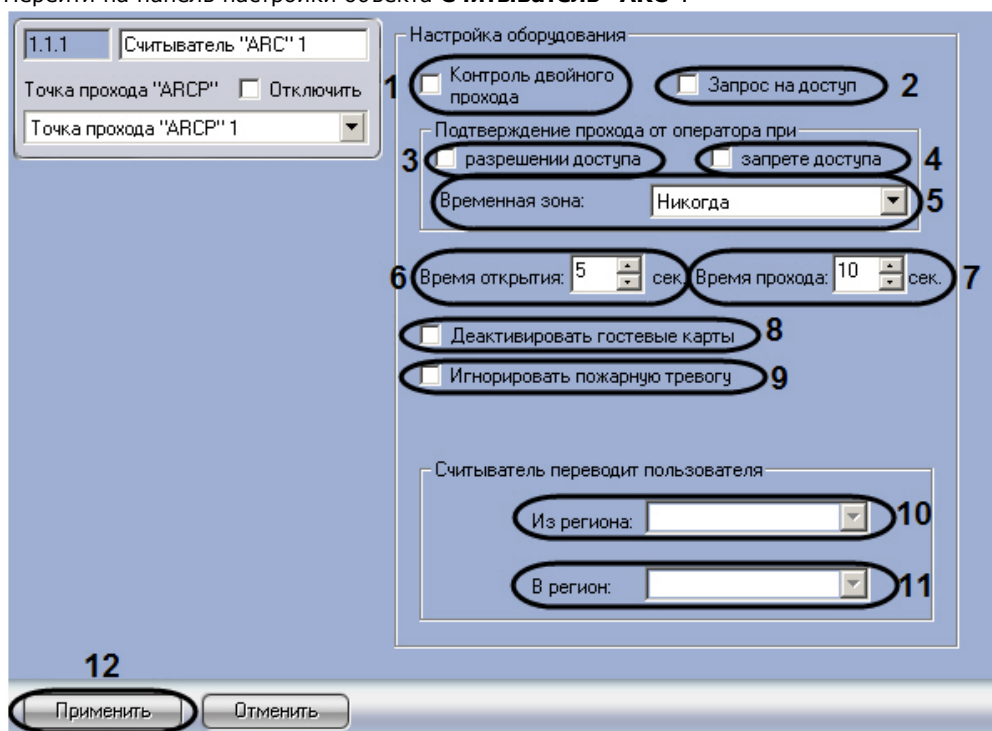 Перейти на панель настройки объекта Считыватель "ARC".
1.1.1 Считыватель "ARC" 1
Точка прохода "ARCP" Отключить
Точка прохода "ARCP" 1
Настройка оборудования
1 Контроль двойного прохода
Запрос на доступ 2
Подтверждение прохода от оператора при
3 разрешении доступа
запрете доступа 4
Временная зона: Никогда 5
6 Время открытия: 5 сек.
Время прохода: 10 сек. 7
Деактивировать гостевые карты 8
Игнорировать пожарную тревогу 9
Считыватель переводит пользователя
Из региона: 10
В регион: 11
12
Применить Отменить